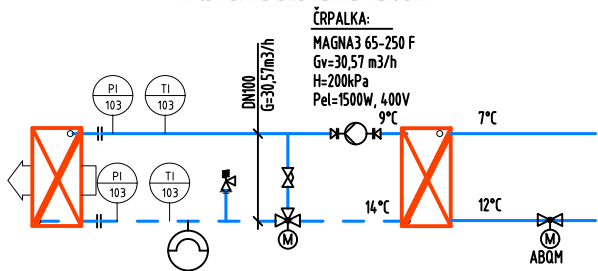 ČRPALKA:
MAGNA3 65-250 F
Gv=30,57 m3/h
H=200kPa
Pel=1500W, 400V
DN100
G=30,57m3/h
PI
103
TI
103
9°C
7°C
PI
103
TI
103
14°C
12°C
M
M
ABQM